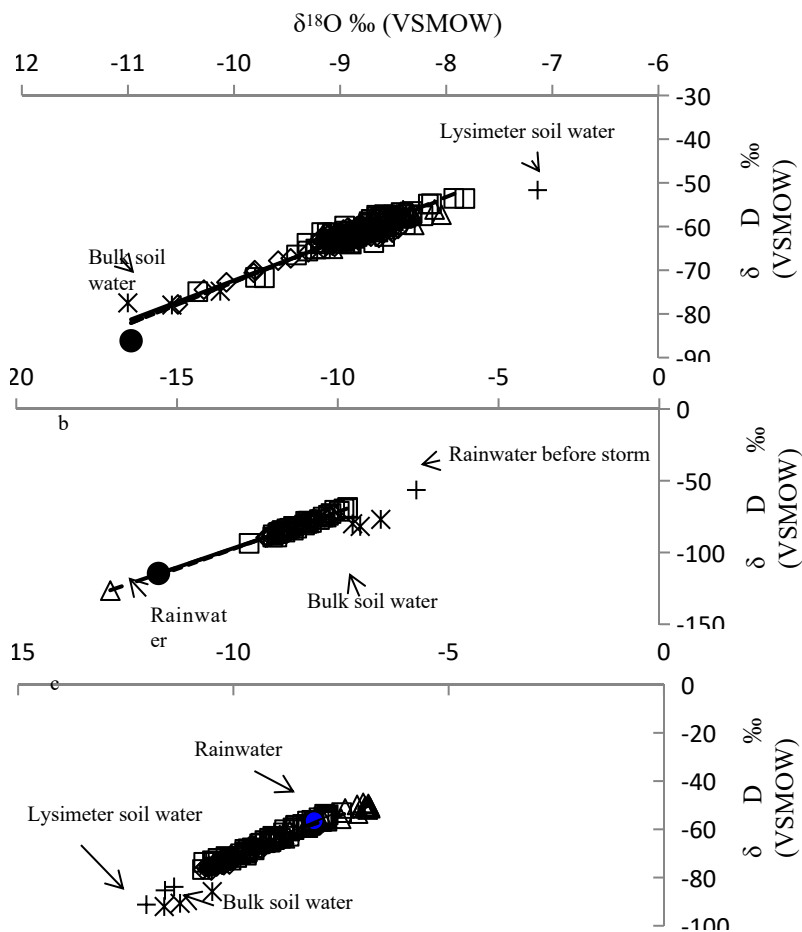 δ¹⁸O ‰ (VSMOW)
12 -11 -10 -9 -8 -7 -6
-30
Lysimeter soil water
-40
-50
-60
Bulk soil
water
-70
-80
-90
δ D ‰
(VSMOW)
20 -15 -10 -5 0
0
b
Rainwater before storm
-50
-100
Bulk soil water
Rainwat
er
-150
δ D ‰
(VSMOW)
15 -10 -5 0
c
0
-20
Rainwater
-40
Lysimeter soil water
-60
-80
Bulk soil water
-100
δ D ‰
(VSMOW)